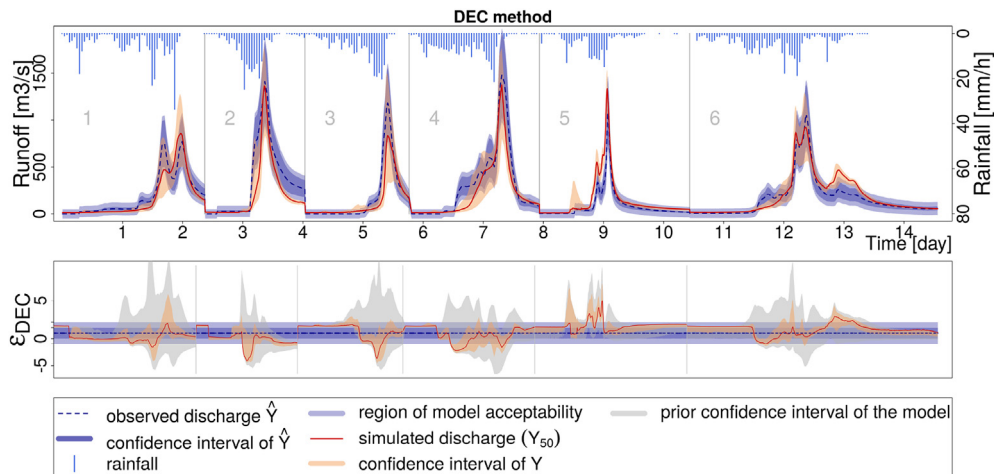 DEC method
Runoff [m3/s]
0 500 1500
1 2 3 4 5 6
0 20 40 60 80
Rainfall [mm/h]
1 2 3 4 5 6 7 8 9 10 11 12 13 14
Time [day]
εDEC
5
0
-5
observed discharge Ŷ
confidence interval of Ŷ
rainfall
region of model acceptability
simulated discharge (Y50)
confidence interval of Y
prior confidence interval of the model